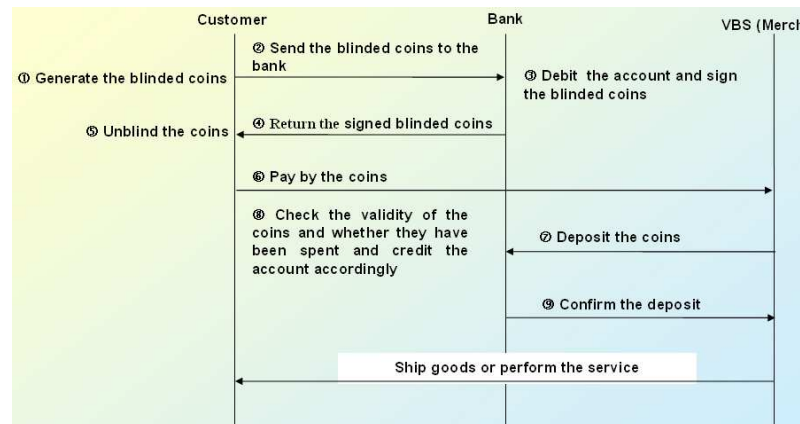 Customer
Bank
VBS (Merch
② Send the blinded coins to the
bank
① Generate the blinded coins
③ Debit the account and sign
the blinded coins
④ Return the signed blinded coins
⑤ Unblind the coins
⑥ Pay by the coins
⑧ Check the validity of the
coins and whether they have
been spent and credit the
account accordingly
⑦ Deposit the coins
⑨ Confirm the deposit
Ship goods or perform the service